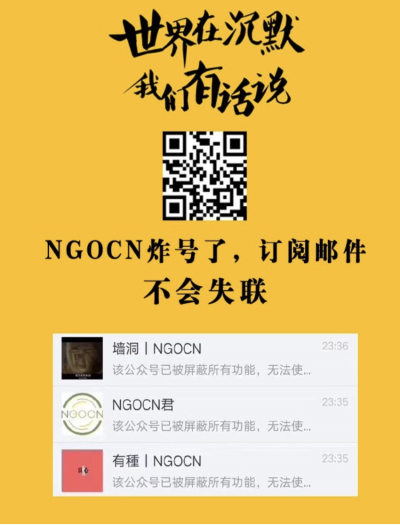 世界在沉默
我们有话说
NGOCN炸号了，订阅邮件
不会失联
墙洞丨NGOCN
23:36
该公众号已被屏蔽所有功能，无法使...
NGOCN
NGOCN君
23:35
该公众号已被屏蔽所有功能，无法使...
有種丨NGOCN
23:35
该公众号已被屏蔽所有功能，无法使...